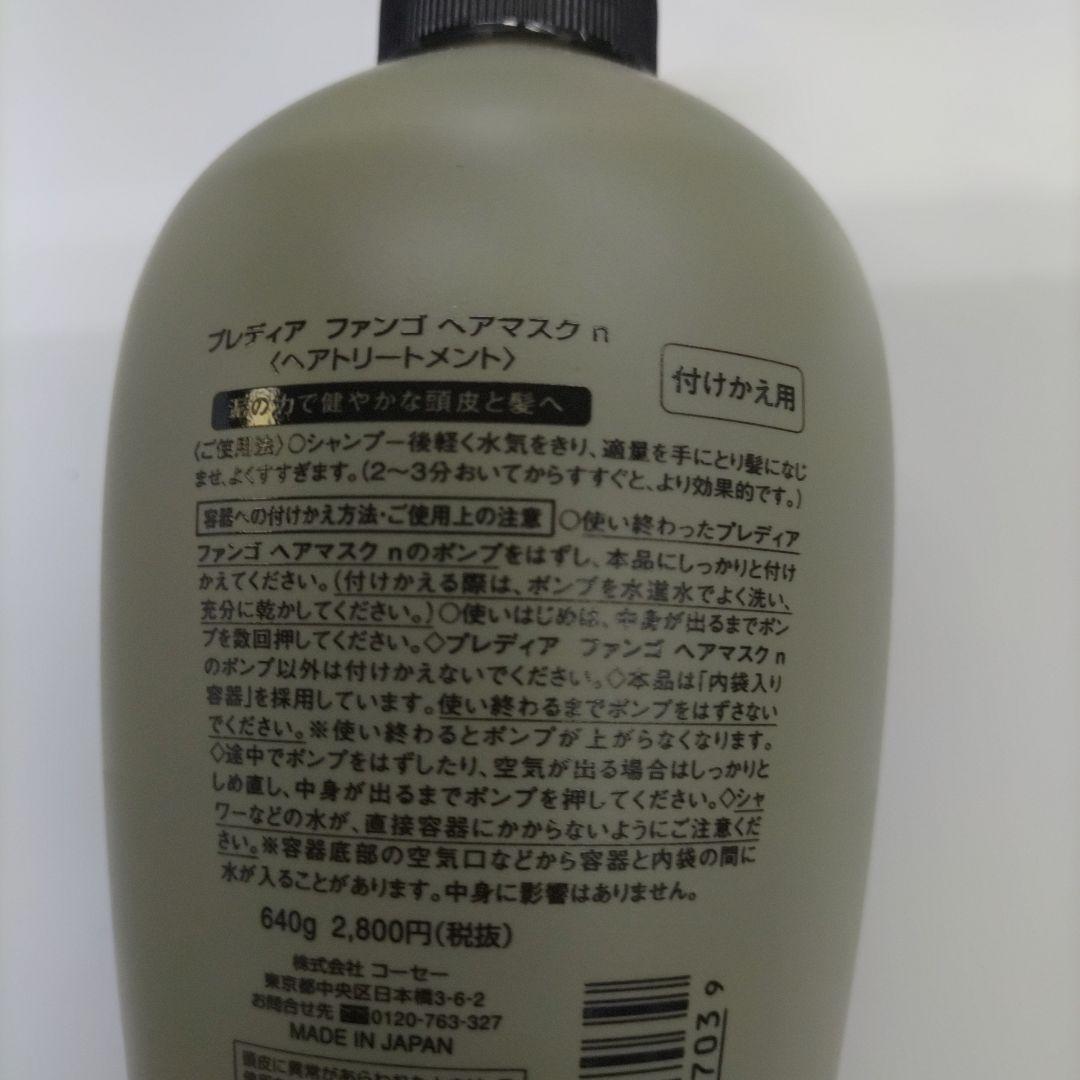 プレディア ファンゴ ヘアマスク n
〈ヘアトリートメント〉
付けかえ用
泥の力で健やかな頭皮と髪へ
〈ご使用法〉○シャンプー後軽く水気をきり、適量を手にとり髪になじ
ませ、よくすすぎます。(2〜3分おいてからすすぐと、より効果的です。)
容器への付けかえ方法・ご使用上の注意 ○使い終わったプレディア
ファンゴ ヘアマスク nのポンプをはずし、本品にしっかりと付け
かえてください。(付けかえる際は、ポンプを水道水でよく洗い、
充分に乾かしてください。)○使いはじめは、中身が出るまでポン
プを数回押してください。◇プレディア ファンゴ ヘアマスク n
のポンプ以外は付けかえないでください。◇本品は「内袋入り
容器」を採用しています。使い終わるまでポンプをはずさない
でください。※使い終わるとポンプが上がらなくなります。
◇途中でポンプをはずしたり、空気が出る場合はしっかりと
しめ直し、中身が出るまでポンプを押してください。◇シャ
ワーなどの水が、直接容器にかからないようにご注意くだ
さい。※容器底部の空気口などから容器と内袋の間に
水が入ることがあります。中身に影響はありません。
640g 2,800円(税抜)
株式会社 コーセー
東京都中央区日本橋3-6-2
お問合せ先 0120-763-327
MADE IN JAPAN
703 9
頭皮に異常があらわれた